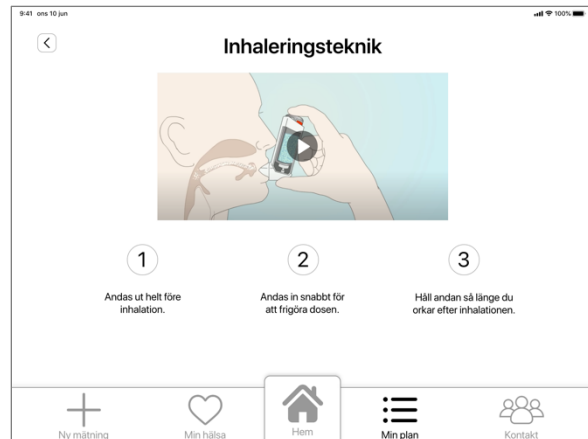 9:41 ons 10 jun
100%
Inhaleringsteknik
1
2
3
Andas ut helt före
inhalation.
Andas in snabbt för
att frigöra dosen.
Håll andan så länge du
orkar efter inhalationen.
Ny mätning
Min hälsa
Hem
Min plan
Kontakt